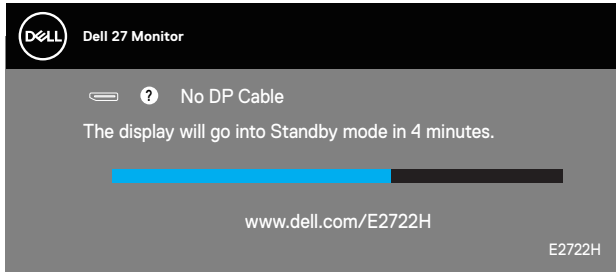 DELL
Dell 27 Monitor
? No DP Cable
The display will go into Standby mode in 4 minutes.
www.dell.com/E2722H
E2722H